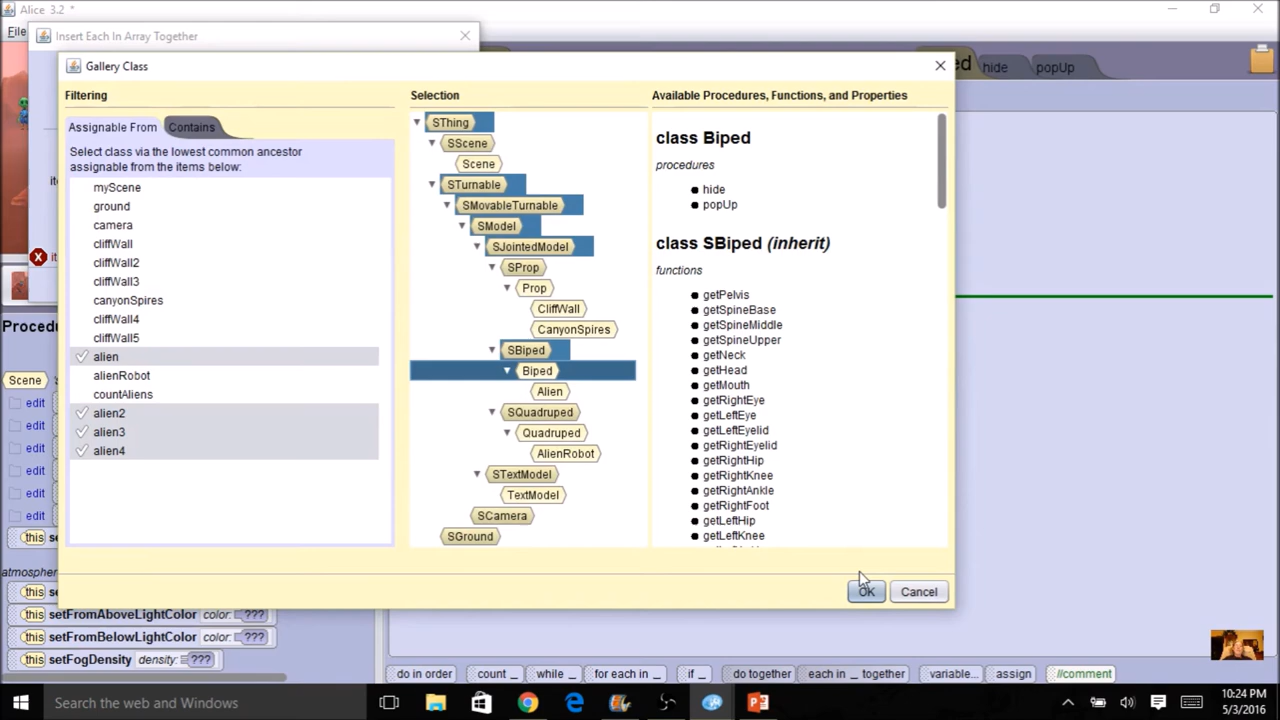 Alice 3.2 *
File
Insert Each In Array Together
Gallery Class
hide
popUp
Filtering
Selection
Available Procedures, Functions, and Properties
Assignable From
Contains
Select class via the lowest common ancestor
assignable from the items below:
myScene
ground
camera
cliffWall
cliffWall2
cliffWall3
canyonSpires
cliffWall4
cliffWall5
alien
alienRobot
countAliens
alien2
alien3
alien4
SThing
SScene
Scene
STurnable
SMovableTurnable
SModel
SJointedModel
SProp
Prop
CliffWall
CanyonSpires
SBiped
Biped
Alien
SQuadruped
Quadruped
AlienRobot
STextModel
TextModel
SCamera
SGround
class Biped
procedures
hide
popUp
class SBiped (inherit)
functions
getPelvis
getSpineBase
getSpineMiddle
getSpineUpper
getNeck
getHead
getMouth
getRightEye
getLeftEye
getLeftEyelid
getRightEyelid
getRightHip
getRightKnee
getRightAnkle
getRightFoot
getLeftHip
getLeftKnee
OK
Cancel
Scene
edit
edit
edit
edit
edit
edit
this
this
this setFromAboveLightColor color: ???
this setFromBelowLightColor color: ???
this setFogDensity density: ???
do in order
count _
while _
for each in _
if _
do together
each in _ together
variable...
assign
//comment
Search the web and Windows
10:24 PM
5/3/2016